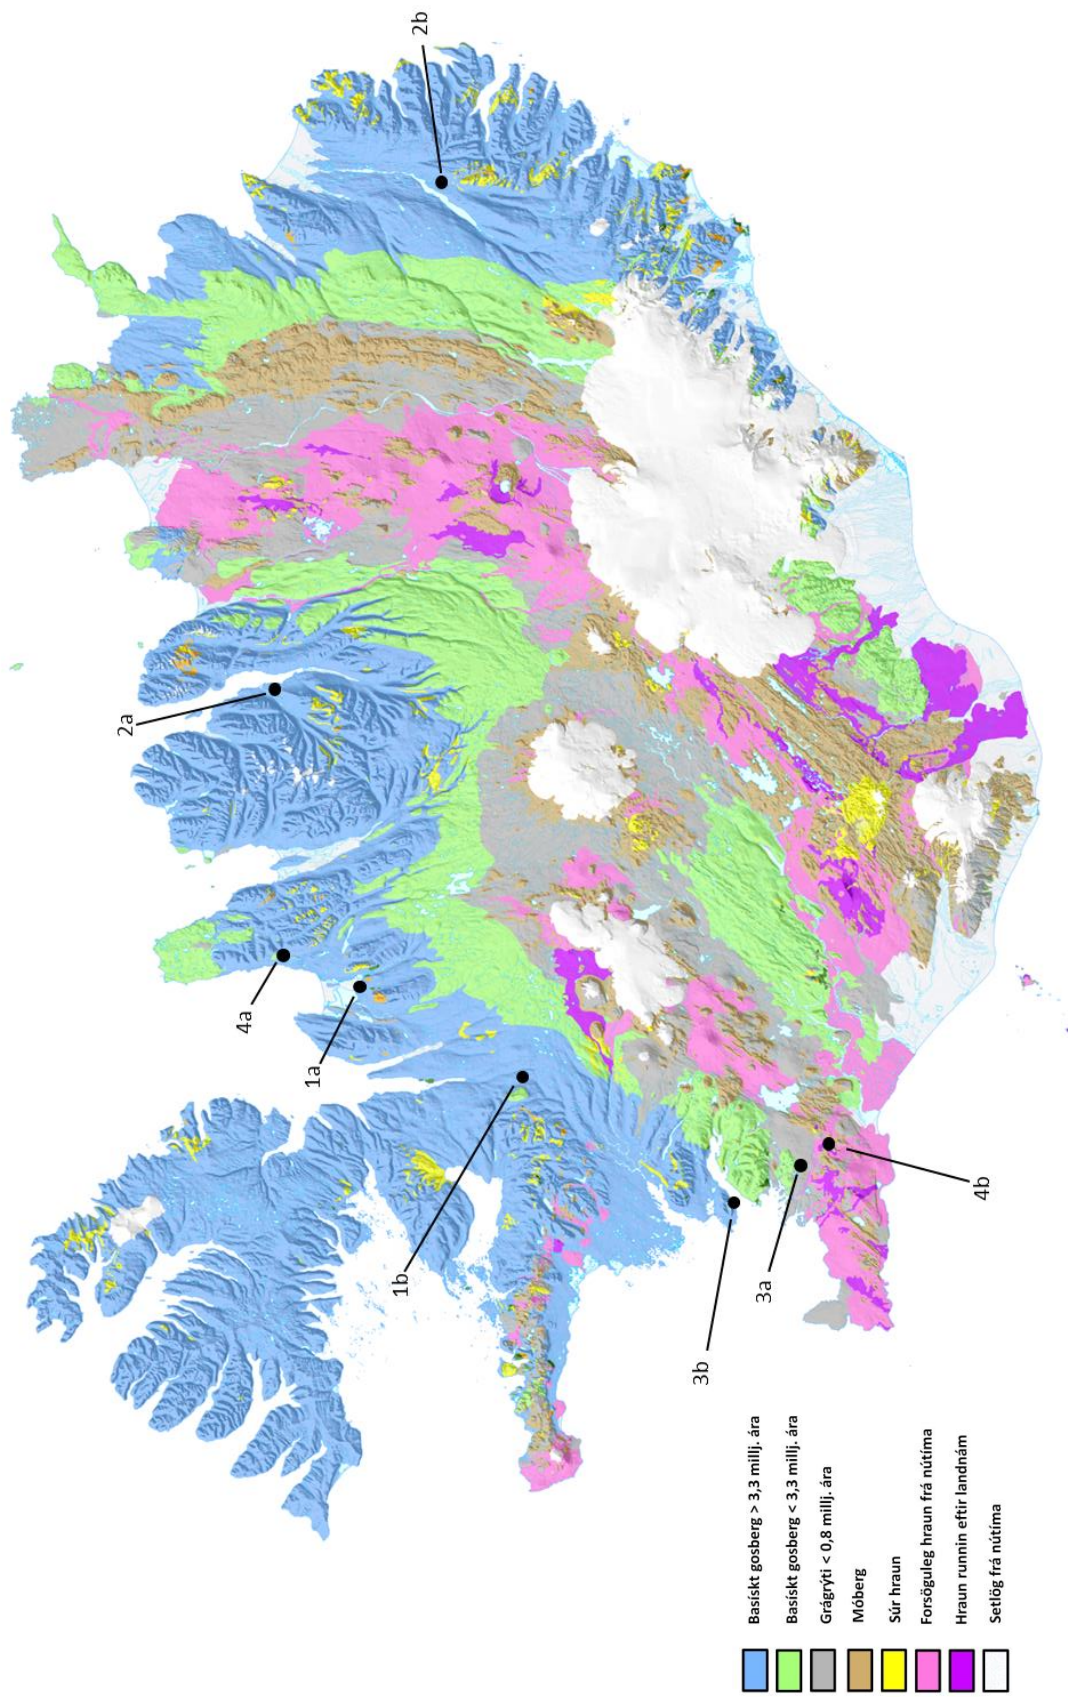 2b
2a
4a
1a
1b
4b
3a
3b
Basískt gosberg > 3,3 millj. ára
Basískt gosberg < 3,3 millj. ára
Grágrýti < 0,8 millj. ára
Móberg
Súr hraun
Forsöguleg hraun frá nútíma
Hraun runnin eftir landnám
Setlög frá nútíma